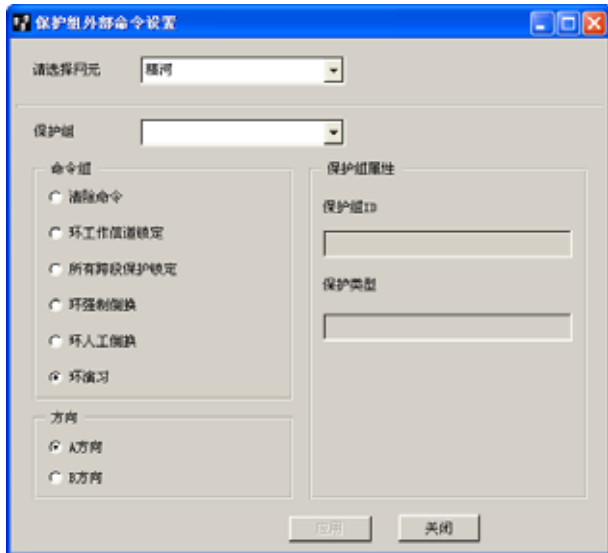 保护组外部命令设置
请选择网元
保护组
命令组
清除命令
环工作信道锁定
所有跨段保护锁定
环强制倒换
环人工倒换
环演习
方向
A方向
B方向
保护组属性
保护组ID
保护类型
应用
关闭